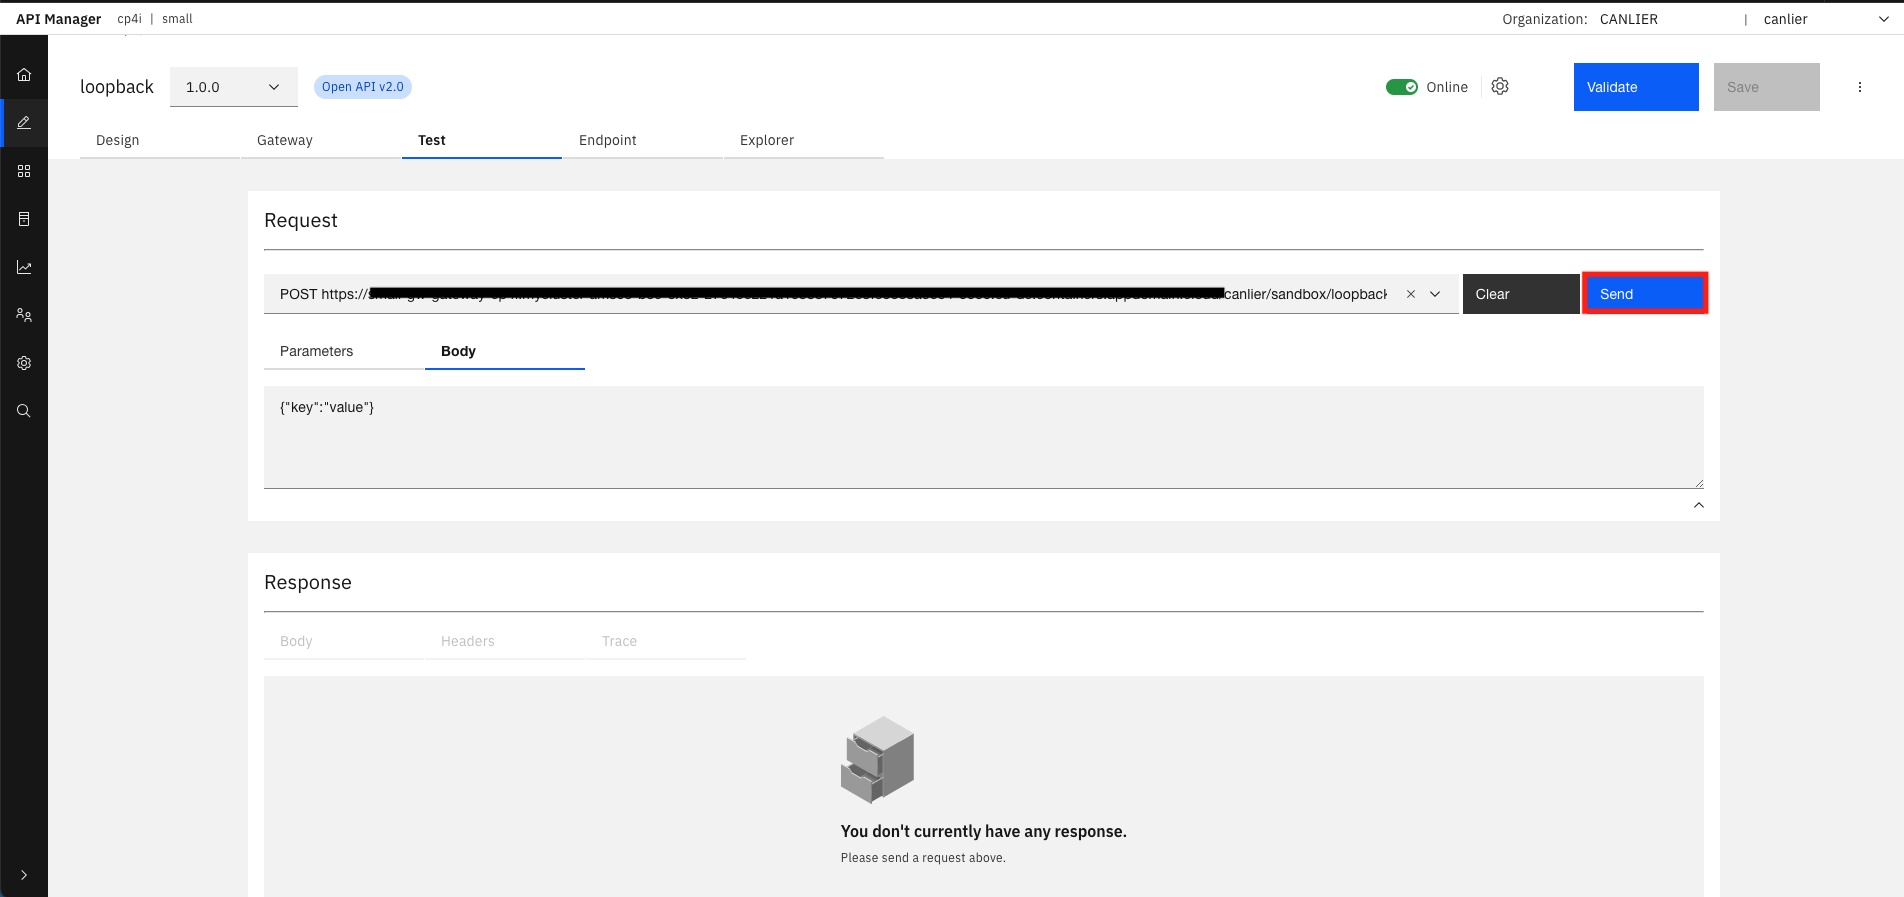 API Manager cp4i | small Organization: CANLIER | canlier
loopback 1.0.0 Open API v2.0 Online Validate Save
Design Gateway Test Endpoint Explorer
Request
POST https:// canlier/sandbox/loopback Clear Send
Parameters Body
{"key":"value"}
Response
Body Headers Trace
You don't currently have any response.
Please send a request above.